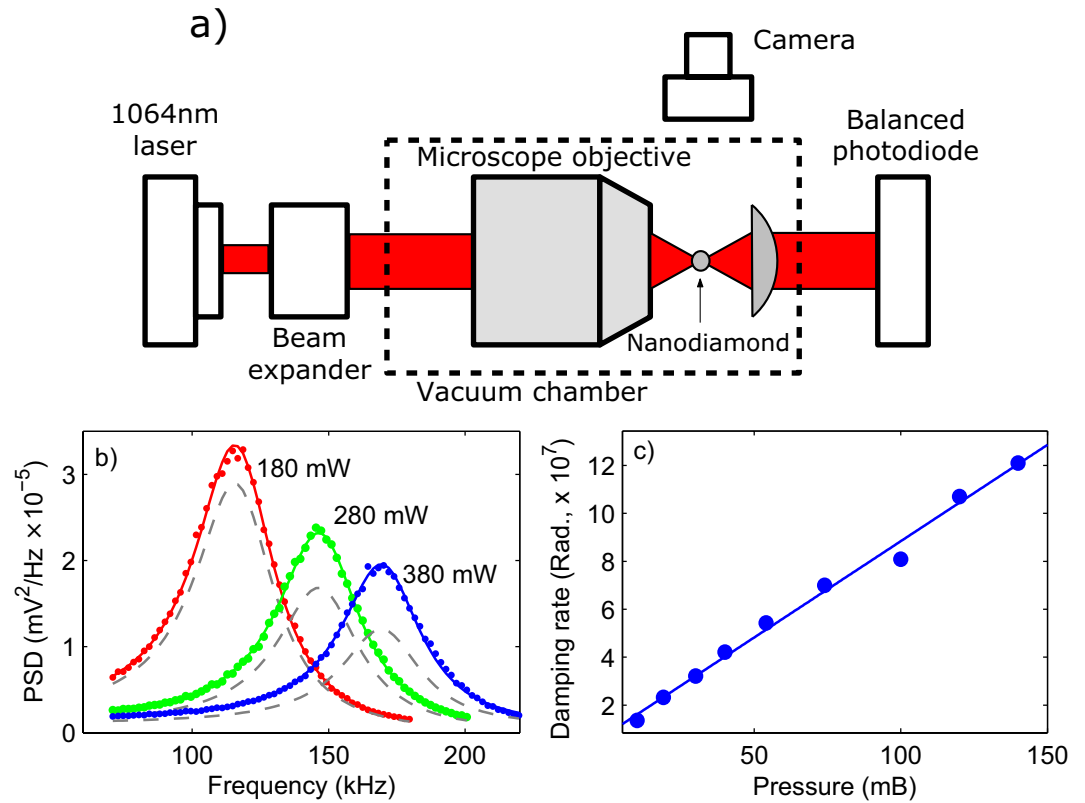 a)
Camera
1064nm
laser
Balanced
photodiode
Microscope objective
Beam
expander
Nanodiamond
Vacuum chamber
b)
180 mW
280 mW
380 mW
PSD (mV²/Hz ×10⁻⁵)
3
2
1
0
100
150
200
Frequency (kHz)
c)
Damping rate (Rad., x 10⁷)
12
10
8
6
4
2
50
100
150
Pressure (mB)